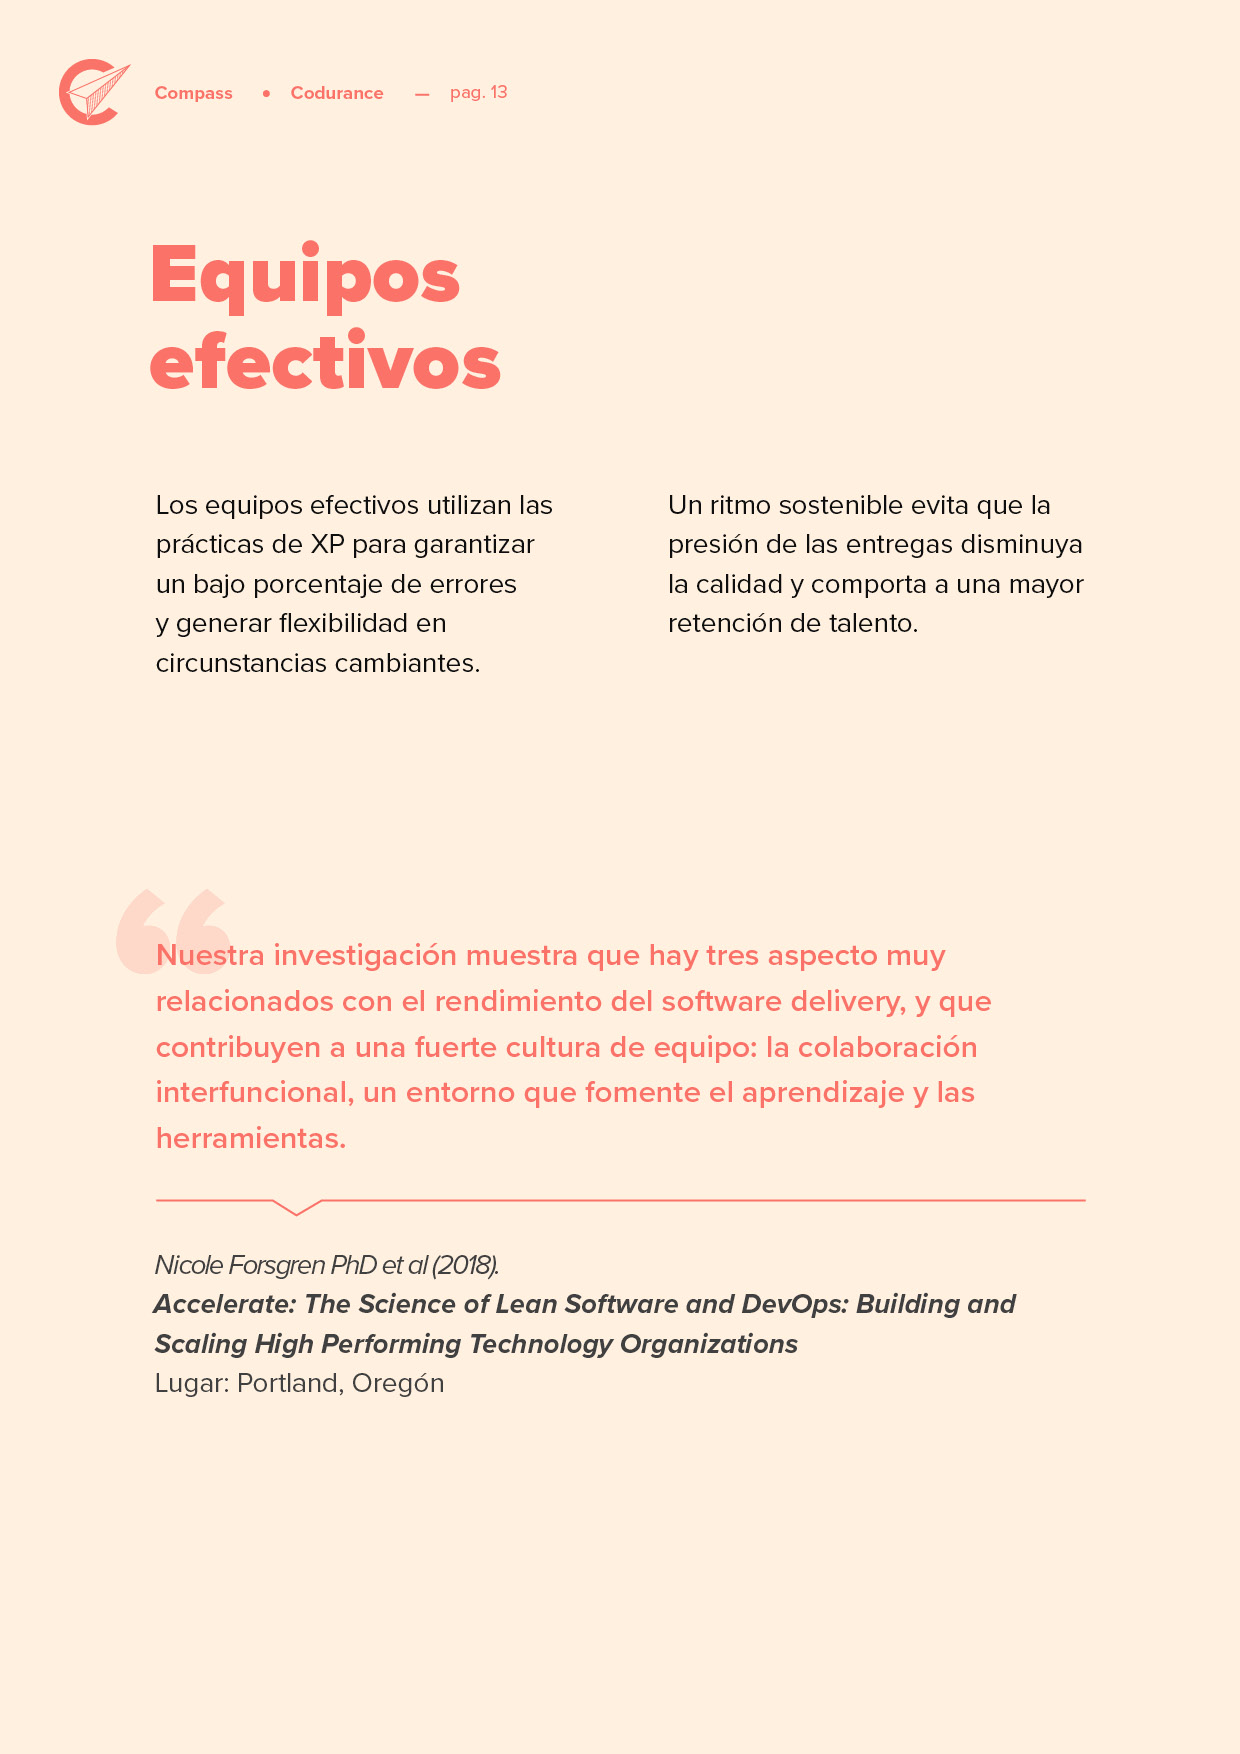 Compass • Codurance — pag. 13
Equipos
efectivos
Los equipos efectivos utilizan las
prácticas de XP para garantizar
un bajo porcentaje de errores
y generar flexibilidad en
circunstancias cambiantes.
Un ritmo sostenible evita que la
presión de las entregas disminuya
la calidad y comporta a una mayor
retención de talento.
“
Nuestra investigación muestra que hay tres aspecto muy
relacionados con el rendimiento del software delivery, y que
contribuyen a una fuerte cultura de equipo: la colaboración
interfuncional, un entorno que fomente el aprendizaje y las
herramientas.
Nicole Forsgren PhD et al (2018).
Accelerate: The Science of Lean Software and DevOps: Building and
Scaling High Performing Technology Organizations
Lugar: Portland, Oregón